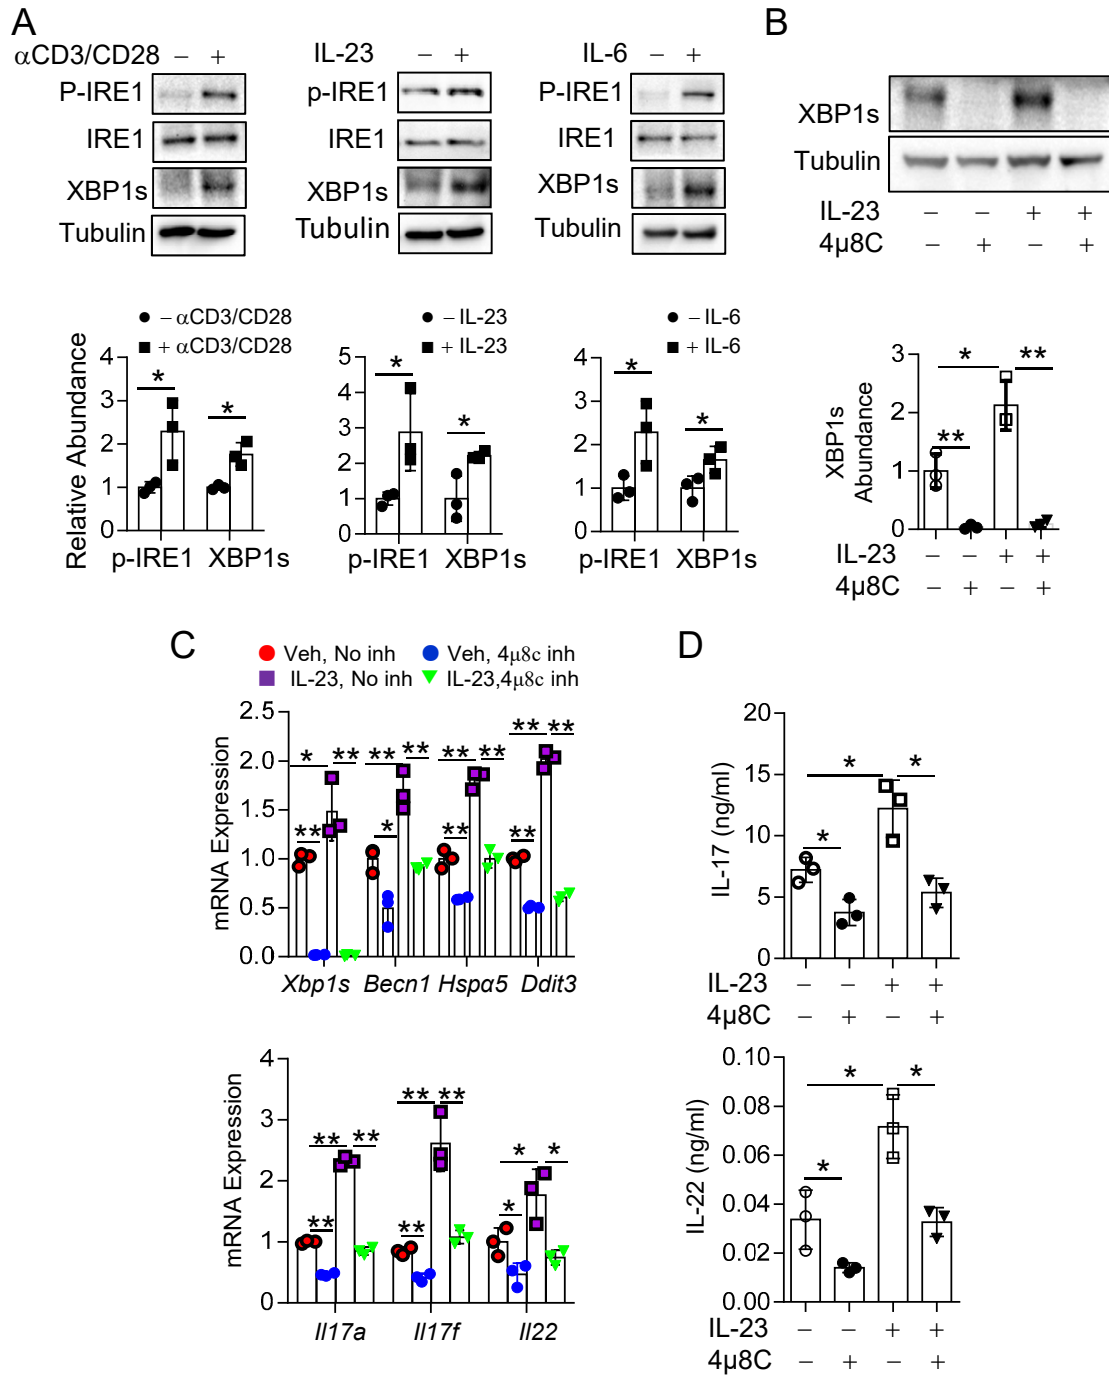 A
αCD3/CD28 − +
P-IRE1
IRE1
XBP1s
Tubulin
IL-23 − +
p-IRE1
IRE1
XBP1s
Tubulin
IL-6 − +
P-IRE1
IRE1
XBP1s
Tubulin
B
XBP1s
Tubulin
IL-23 − − + +
4µ8C − + − +
− αCD3/CD28
+ αCD3/CD28
Relative Abundance
4
3
2
1
0
* *
p-IRE1 XBP1s
− IL-23
+ IL-23
5
4
3
2
1
0
* *
p-IRE1 XBP1s
− IL-6
+ IL-6
4
3
2
1
0
* *
p-IRE1 XBP1s
XBP1s
Abundance
3
2
1
0
* **
**
IL-23 − − + +
4µ8C − + − +
C
Veh, No inh
Veh, 4µ8c inh
IL-23, No inh
IL-23,4µ8c inh
mRNA Expression
2.5
2.0
1.5
1.0
0.5
0.0
** **
* ** ** ** ** **
** * ** **
Xbp1s Becn1 Hspα5 Ddit3
mRNA Expression
4
3
2
1
0
** **
** ** * *
** ** *
Il17a Il17f Il22
D
IL-17 (ng/ml)
20
15
10
5
0
* *
*
IL-23 − − + +
4µ8C − + − +
IL-22 (ng/ml)
0.10
0.08
0.06
0.04
0.02
0.00
* *
*
IL-23 − − + +
4µ8C − + − +